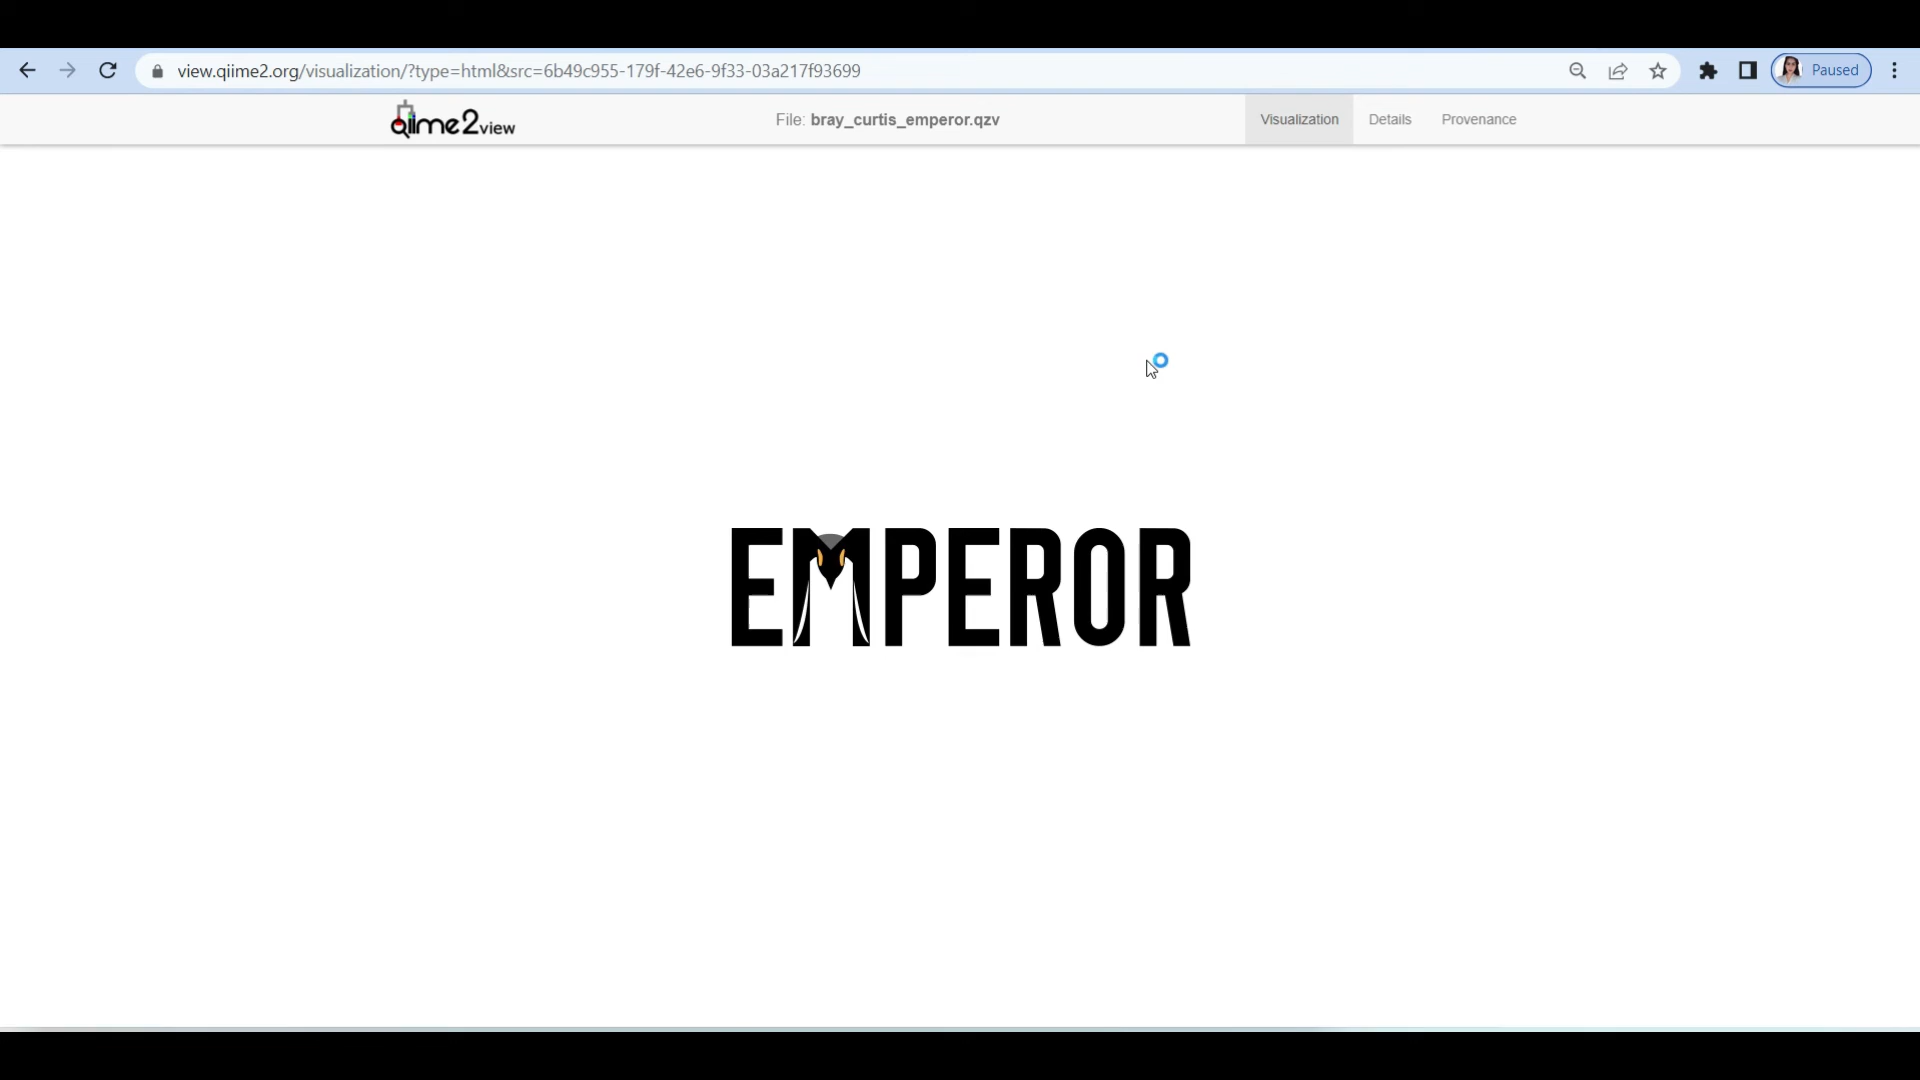 view.qiime2.org/visualization/?type=html&src=6b49c955-179f-42e6-9f33-03a217f93699
Paused
qiime2view
File: bray_curtis_emperor.qzv
Visualization
Details
Provenance
EMPEROR